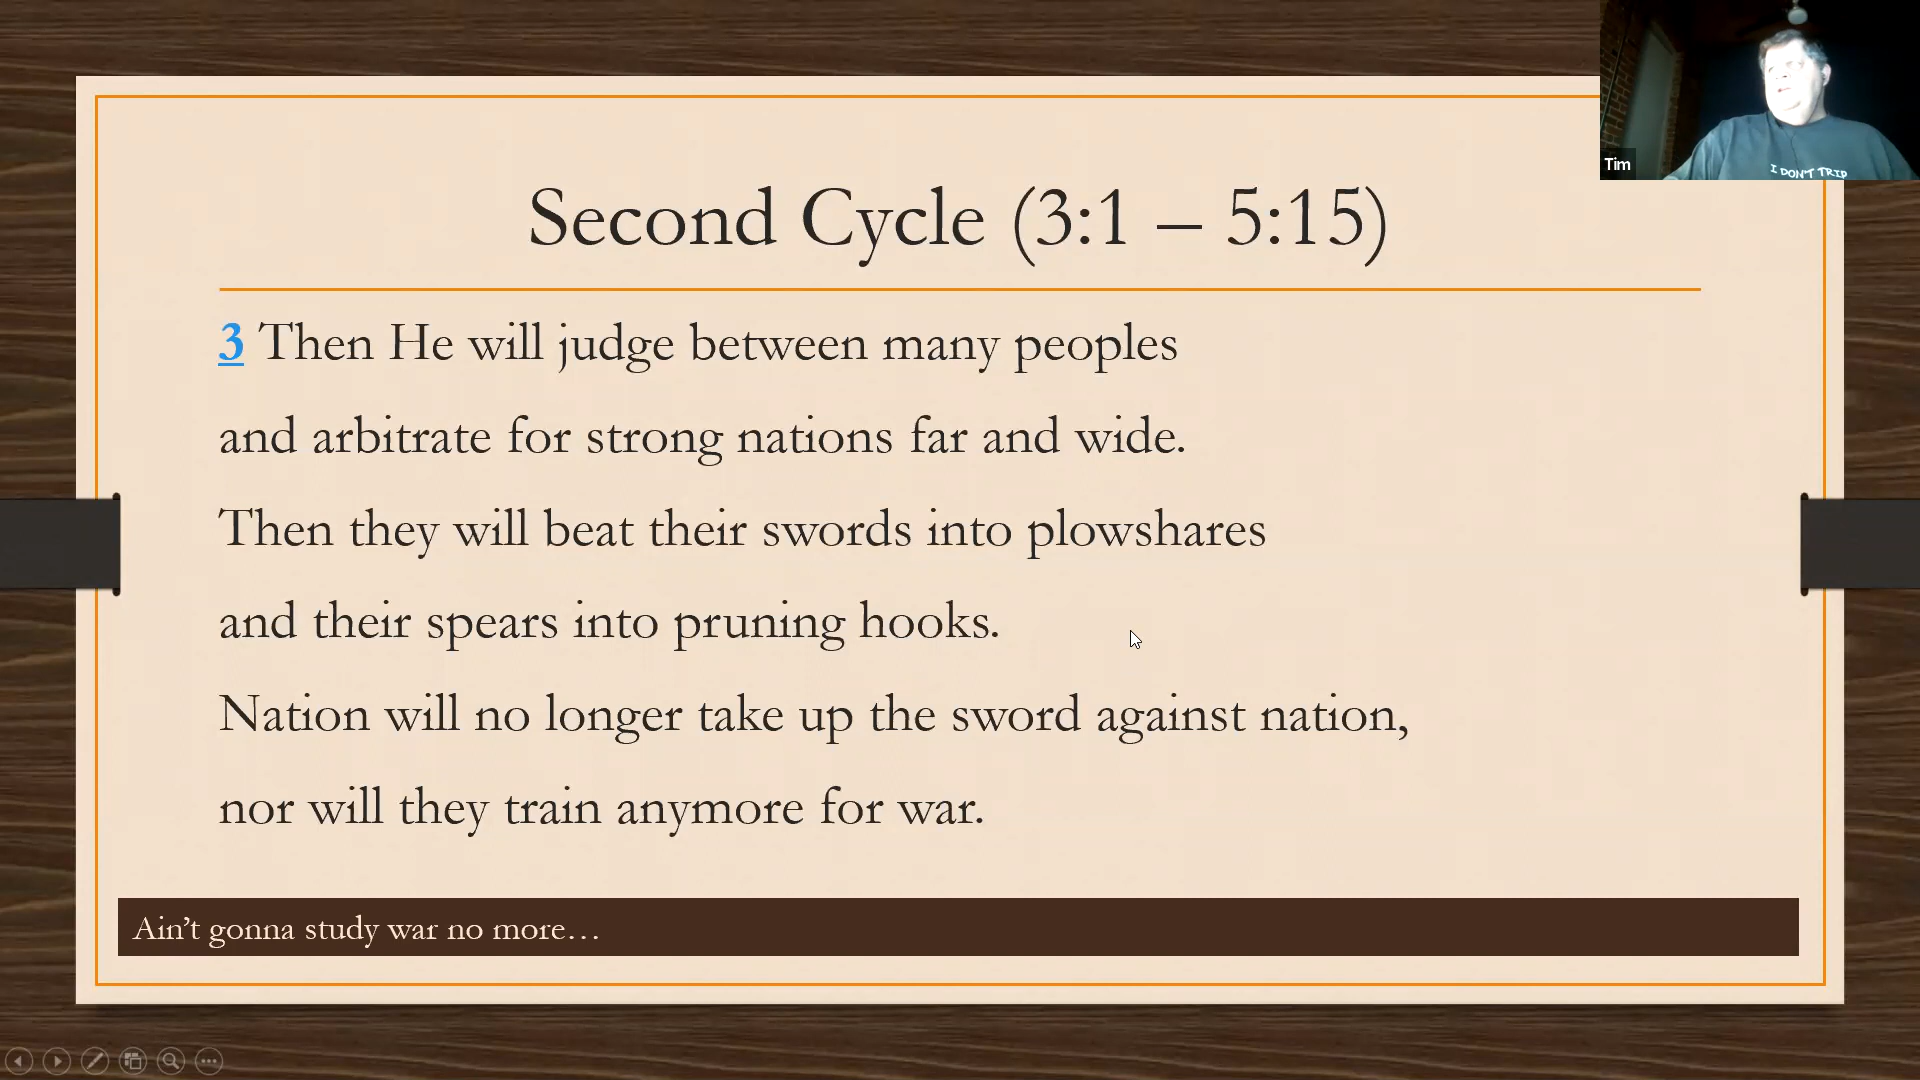 Second Cycle (3:1 – 5:15)
3 Then He will judge between many peoples
and arbitrate for strong nations far and wide.
Then they will beat their swords into plowshares
and their spears into pruning hooks.
Nation will no longer take up the sword against nation,
nor will they train anymore for war.
Ain’t gonna study war no more…
Tim
I DON'T TRIP